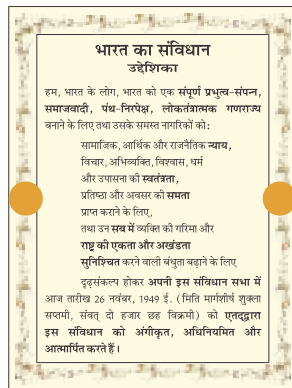 भारत का संविधान
उद्देशिका
हम, भारत के लोग, भारत को एक संपूर्ण प्रभुत्व-संपन्न,
समाजवादी, पंथ-निरपेक्ष, लोकतंत्रात्मक गणराज्य
बनाने के लिए तथा उसके समस्त नागरिकों को:
सामाजिक, आर्थिक और राजनैतिक न्याय,
विचार, अभिव्यक्ति, विश्वास, धर्म
और उपासना की स्वतंत्रता,
प्रतिष्ठा और अवसर की समता
प्राप्त कराने के लिए,
तथा उन सब में व्यक्ति की गरिमा और
राष्ट्र की एकता और अखंडता
सुनिश्चित करने वाली बंधुता बढ़ाने के लिए
दृढ़संकल्प होकर अपनी इस संविधान सभा में
आज तारीख 26 नवंबर, 1949 ई. (मिति मार्गशीर्ष शुक्ला
सप्तमी, संवत् दो हजार छह विक्रमी) को एतद्द्वारा
इस संविधान को अंगीकृत, अधिनियमित और
आत्मार्पित करते हैं।